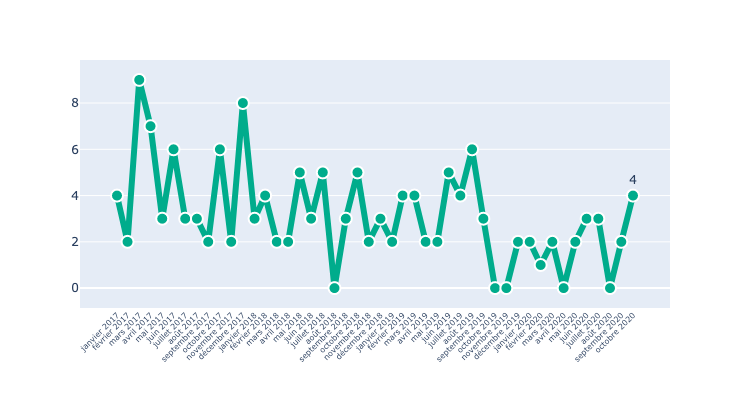 8
6
4
2
0
4
janvier 2017
février 2017
mars 2017
avril 2017
mai 2017
juin 2017
juillet 2017
août 2017
septembre 2017
octobre 2017
novembre 2017
décembre 2017
janvier 2018
février 2018
mars 2018
avril 2018
mai 2018
juin 2018
juillet 2018
août 2018
septembre 2018
octobre 2018
novembre 2018
décembre 2018
janvier 2019
février 2019
mars 2019
avril 2019
mai 2019
juin 2019
juillet 2019
août 2019
septembre 2019
octobre 2019
novembre 2019
décembre 2019
janvier 2020
février 2020
mars 2020
avril 2020
mai 2020
juin 2020
juillet 2020
août 2020
septembre 2020
octobre 2020